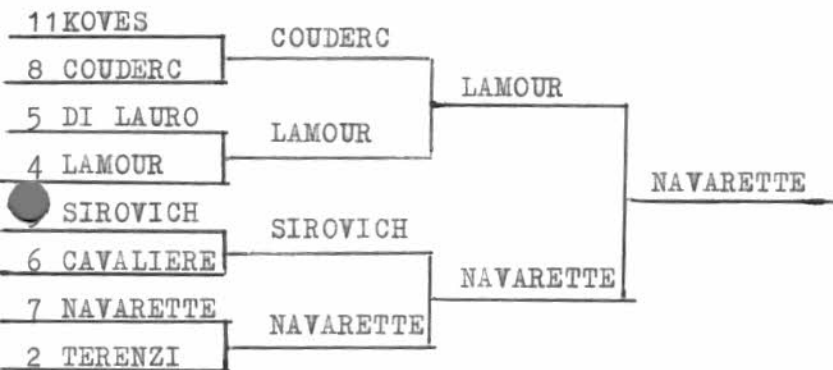 11 KOVES
8 COUDERC
5 DI LAURO
4 LAMOUR
SIROVICH
6 CAVALIERE
7 NAVARETTE
2 TERENZI
COUDERC
LAMOUR
SIROVICH
NAVARETTE
LAMOUR
NAVARETTE
NAVARETTE